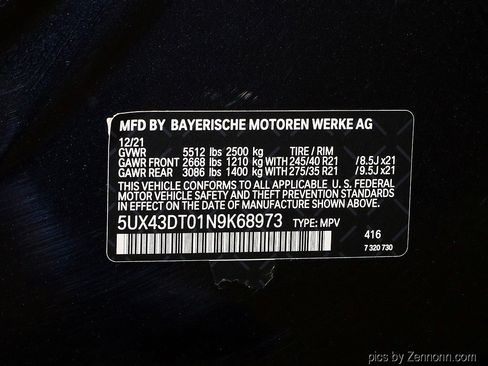 MFD BY BAYERISCHE MOTOREN WERKE AG
12/21
GVWR 5512 lbs 2500 kg TIRE / RIM
GAWR FRONT 2668 lbs 1210 kg WITH 245/40 R21 /8.5J x21
GAWR REAR 3086 lbs 1400 kg WITH 275/35 R21 /9.5J x21
THIS VEHICLE CONFORMS TO ALL APPLICABLE U. S. FEDERAL
MOTOR VEHICLE SAFETY AND THEFT PREVENTION STANDARDS
IN EFFECT ON THE DATE OF MANUFACTURE SHOWN ABOVE.
5UX43DT01N9K68973 TYPE: MPV
416
7 320 730
pics by Zennonn.com